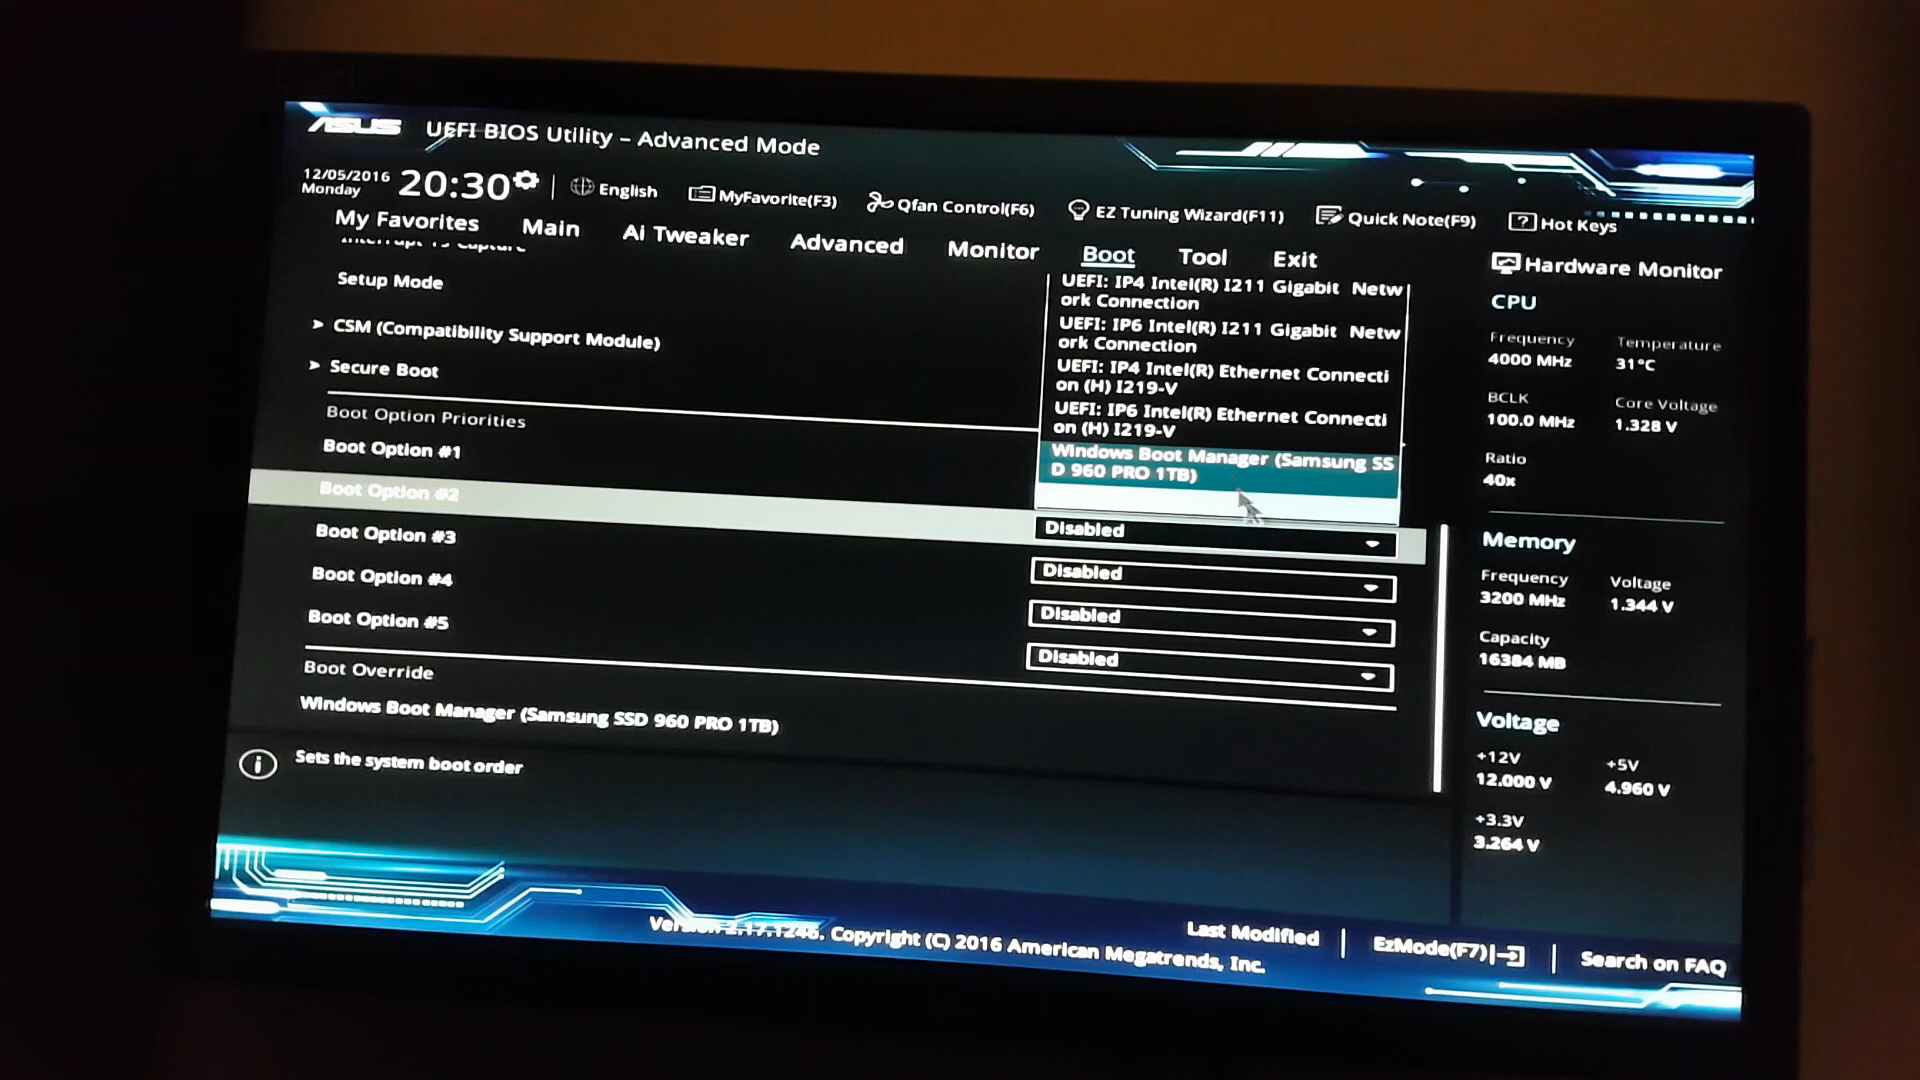 ASUS UEFI BIOS Utility – Advanced Mode
12/05/2016
Monday
20:30
English
MyFavorite(F3)
Qfan Control(F6)
EZ Tuning Wizard(F11)
Quick Note(F9)
? Hot Keys
My Favorites
Main
Ai Tweaker
Advanced
Monitor
Boot
Tool
Exit
Interrupt 19 Capture
Setup Mode
> CSM (Compatibility Support Module)
> Secure Boot
Boot Option Priorities
Boot Option #1
Boot Option #2
Boot Option #3
Boot Option #4
Boot Option #5
UEFI: IP4 Intel(R) I211 Gigabit Netw
ork Connection
UEFI: IP6 Intel(R) I211 Gigabit Netw
ork Connection
UEFI: IP4 Intel(R) Ethernet Connecti
on (H) I219-V
UEFI: IP6 Intel(R) Ethernet Connecti
on (H) I219-V
Windows Boot Manager (Samsung SS
D 960 PRO 1TB)
Disabled
Disabled
Disabled
Disabled
Boot Override
Windows Boot Manager (Samsung SSD 960 PRO 1TB)
i Sets the system boot order
Hardware Monitor
CPU
Frequency Temperature
4000 MHz 31°C
BCLK Core Voltage
100.0 MHz 1.328 V
Ratio
40x
Memory
Frequency Voltage
3200 MHz 1.344 V
Capacity
16384 MB
Voltage
+12V +5V
12.000 V 4.960 V
+3.3V
3.264 V
Last Modified
EzMode(F7)
Search on FAQ
Version 2.17.1246. Copyright (C) 2016 American Megatrends, Inc.